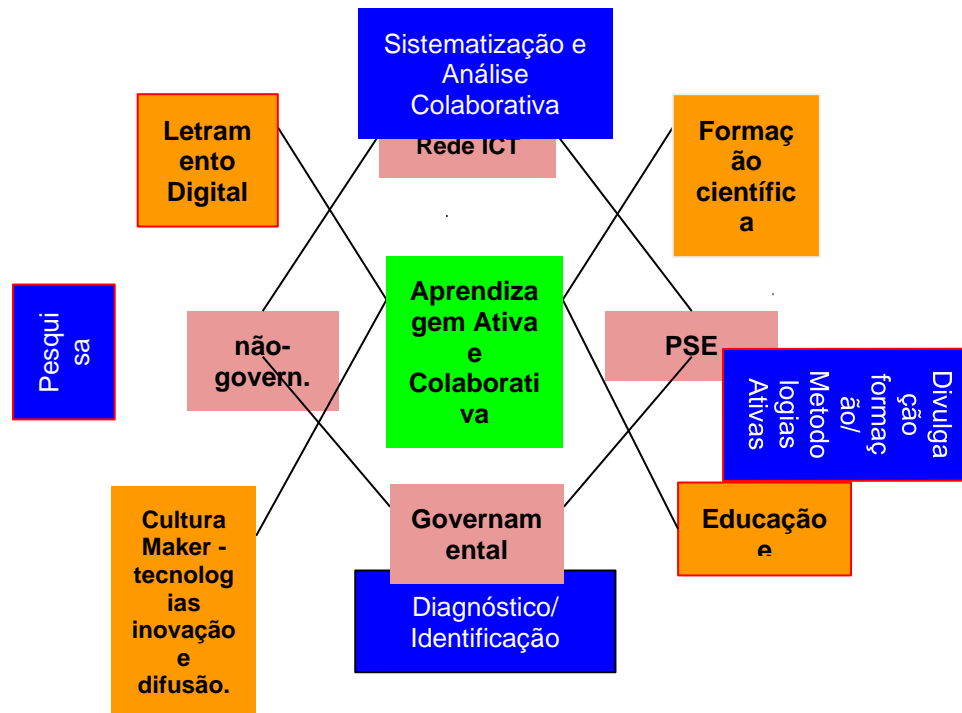 Sistematização e
Análise
Colaborativa
Rede ICT
Letram
ento
Digital
Formaç
ão
científic
a
Pesqui
sa
não-
govern.
Aprendiza
gem Ativa
e
Colaborati
va
PSE
Divulga
ção
formaç
ão/
Metodo
logias
Ativas
Cultura
Maker -
tecnolog
ias
inovação
e
difusão.
Governam
ental
Educação
e
Diagnóstico/
Identificação